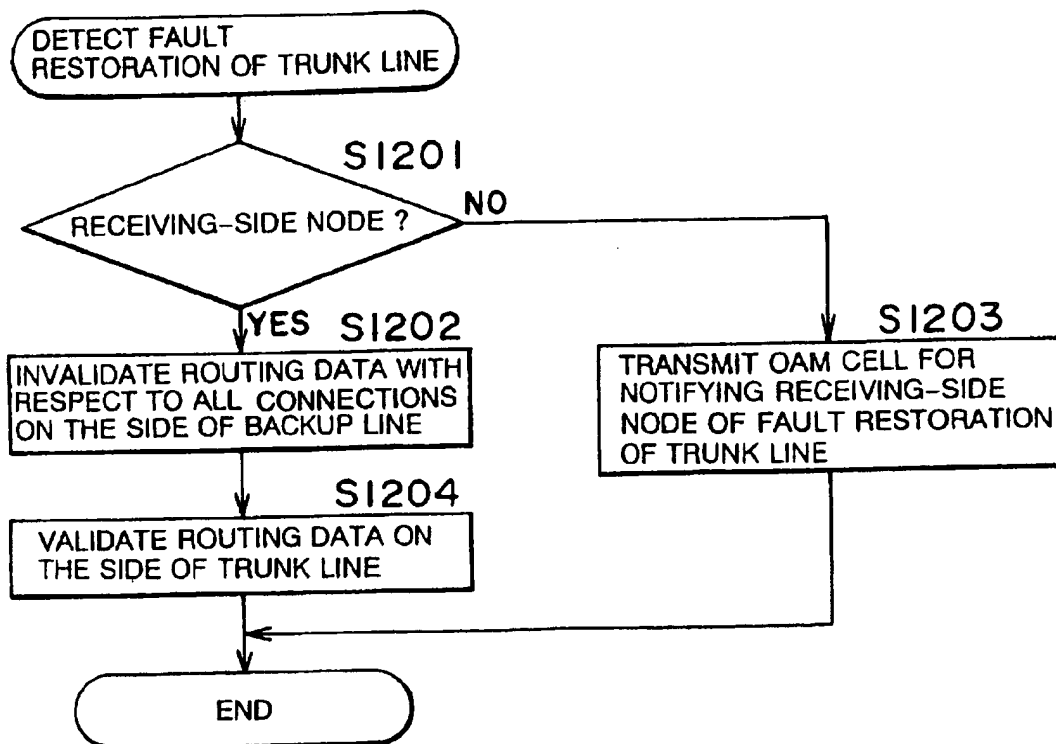 DETECT FAULT
RESTORATION OF TRUNK LINE
S1201
RECEIVING-SIDE NODE ?
NO
YES
S1202
INVALIDATE ROUTING DATA WITH
RESPECT TO ALL CONNECTIONS
ON THE SIDE OF BACKUP LINE
S1203
TRANSMIT OAM CELL FOR
NOTIFYING RECEIVING-SIDE
NODE OF FAULT RESTORATION
OF TRUNK LINE
S1204
VALIDATE ROUTING DATA ON
THE SIDE OF TRUNK LINE
END